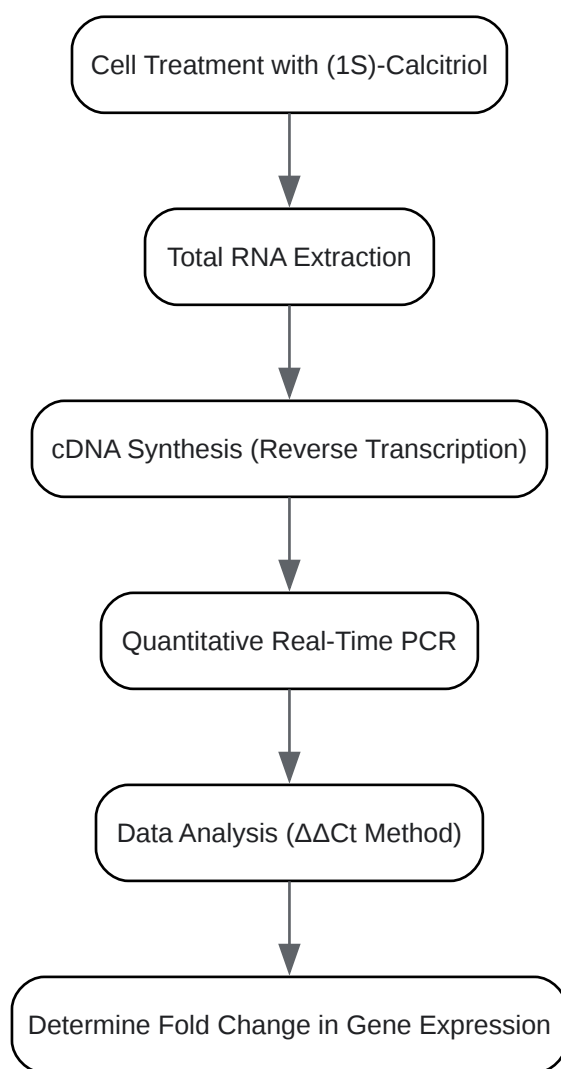 Cell Treatment with (1S)-Calcitriol
Total RNA Extraction
cDNA Synthesis (Reverse Transcription)
Quantitative Real-Time PCR
Data Analysis (ΔΔCt Method)
Determine Fold Change in Gene Expression